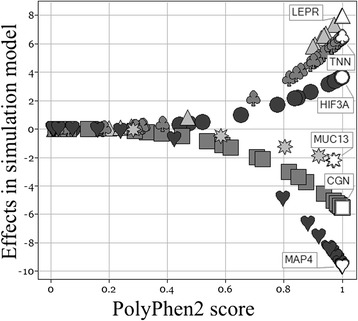 Effects in simulation model
8
6
4
2
0
-2
-4
-6
-8
-10
LEPR
TNN
HIF3A
MUC13
CGN
MAP4
0
0.2
0.4
0.6
0.8
1
PolyPhen2 score